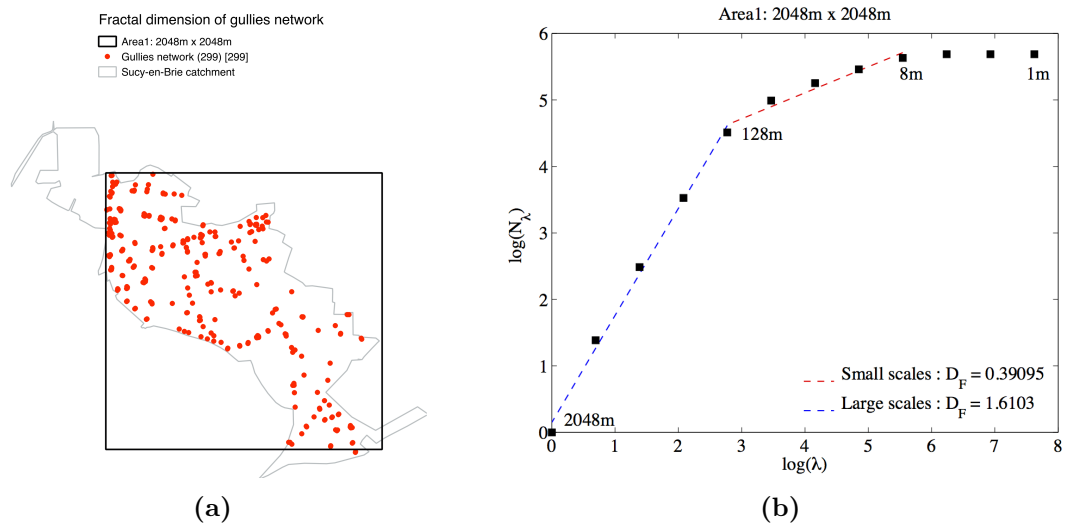 Fractal dimension of gullies network
Area1: 2048m x 2048m
Gullies network (299) [299]
Sucy-en-Brie catchment
(a)
Area1: 2048m x 2048m
log(N_λ)
6
5
4
3
2
1
0
8m
1m
128m
2048m
Small scales : D_F = 0.39095
Large scales : D_F = 1.6103
0 1 2 3 4 5 6 7 8
log(λ)
(b)